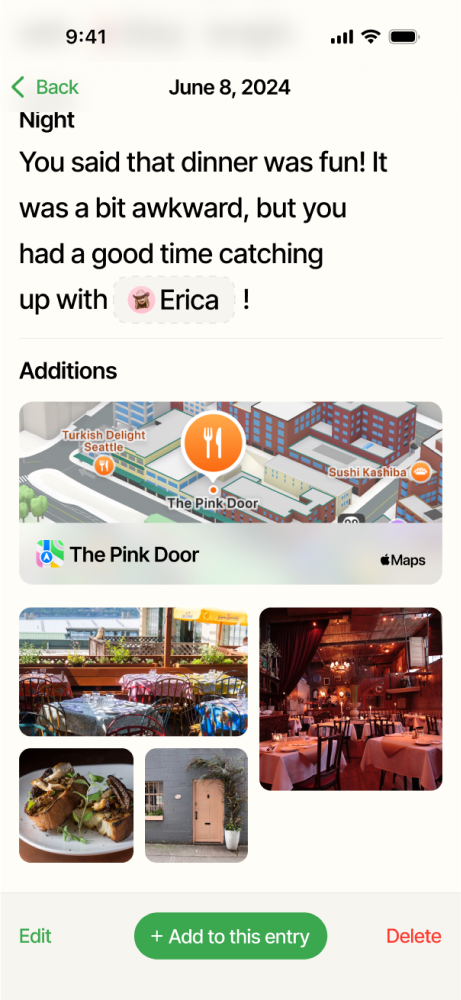 9:41
Back
June 8, 2024
Night
You said that dinner was fun! It
was a bit awkward, but you
had a good time catching
up with Erica !
Additions
Turkish Delight
Seattle
Sushi Kashiba
The Pink Door
The Pink Door
Maps
Edit
+ Add to this entry
Delete